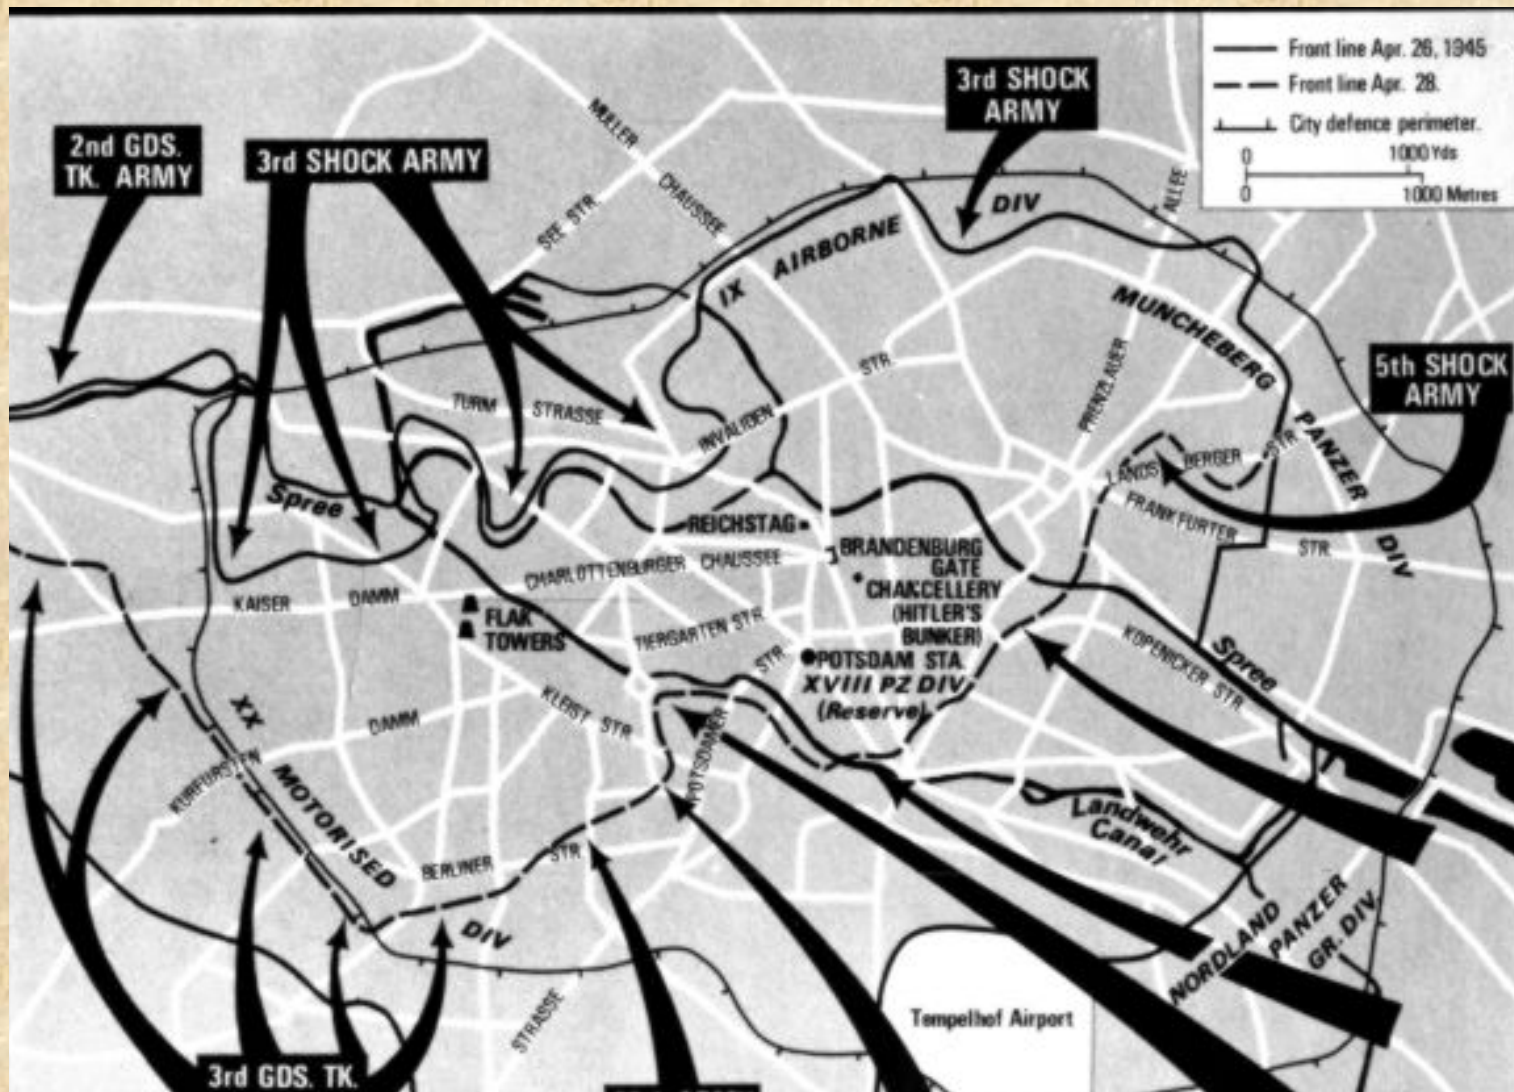 Front line Apr. 26, 1945
Front line Apr. 28.
City defence perimeter.
0 1000 Yds
0 1000 Metres
3rd SHOCK
ARMY
2nd GDS.
TK. ARMY
3rd SHOCK ARMY
MULLER
CHAUSSEE
SEE STR
IX AIRBORNE DIV
ALLEE
PRENZLAUER
MUNCHEBERG
PANZER
DIV
5th SHOCK
ARMY
TURM STRASSE
INVALIDEN STR
LANDSBERGER STR
FRANKFURTER STR
Spree
REICHSTAG
BRANDENBURG
GATE
CHANCELLERY
(HITLER'S
BUNKER)
CHARLOTTENBURGER CHAUSSEE
KAISER DAMM
FLAK
TOWERS
TIERGARTEN STR
POTSDAM STA.
XVIII PZ DIV
(Reserve)
KOPENICKER STR.
Spree
KLEIST STR
POTSDAMER STR.
KURFURSTEN DAMM
XX MOTORISED DIV
BERLINER STR
Landwehr
Canal
NORDLAND
PANZER
GR. DIV
STRASSE
Tempelhof Airport
3rd GDS. TK.